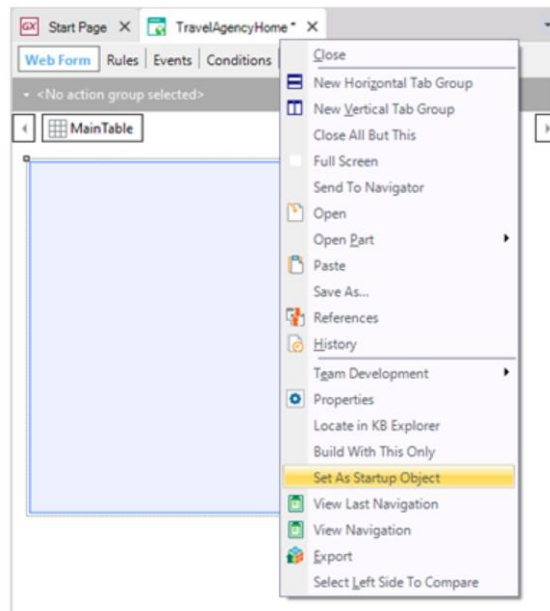 GX Start Page X TravelAgencyHome * X
Web Form Rules Events Conditions
<No action group selected>
MainTable
Close
New Horizontal Tab Group
New Vertical Tab Group
Close All But This
Full Screen
Send To Navigator
Open
Open Part
Paste
Save As...
References
History
Team Development
Properties
Locate in KB Explorer
Build With This Only
Set As Startup Object
View Last Navigation
View Navigation
Export
Select Left Side To Compare